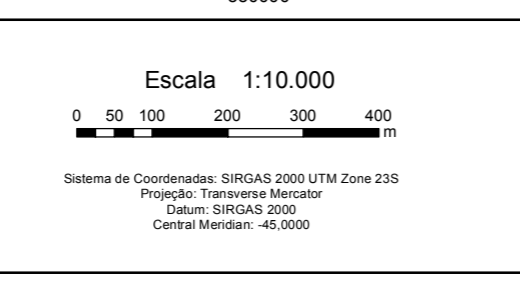 Escala 1:10.000
0 50 100 200 300 400
m
Sistema de Coordenadas: SIRGAS 2000 UTM Zone 23S
Projeção: Transverse Mercator
Datum: SIRGAS 2000
Central Meridian: -45,0000